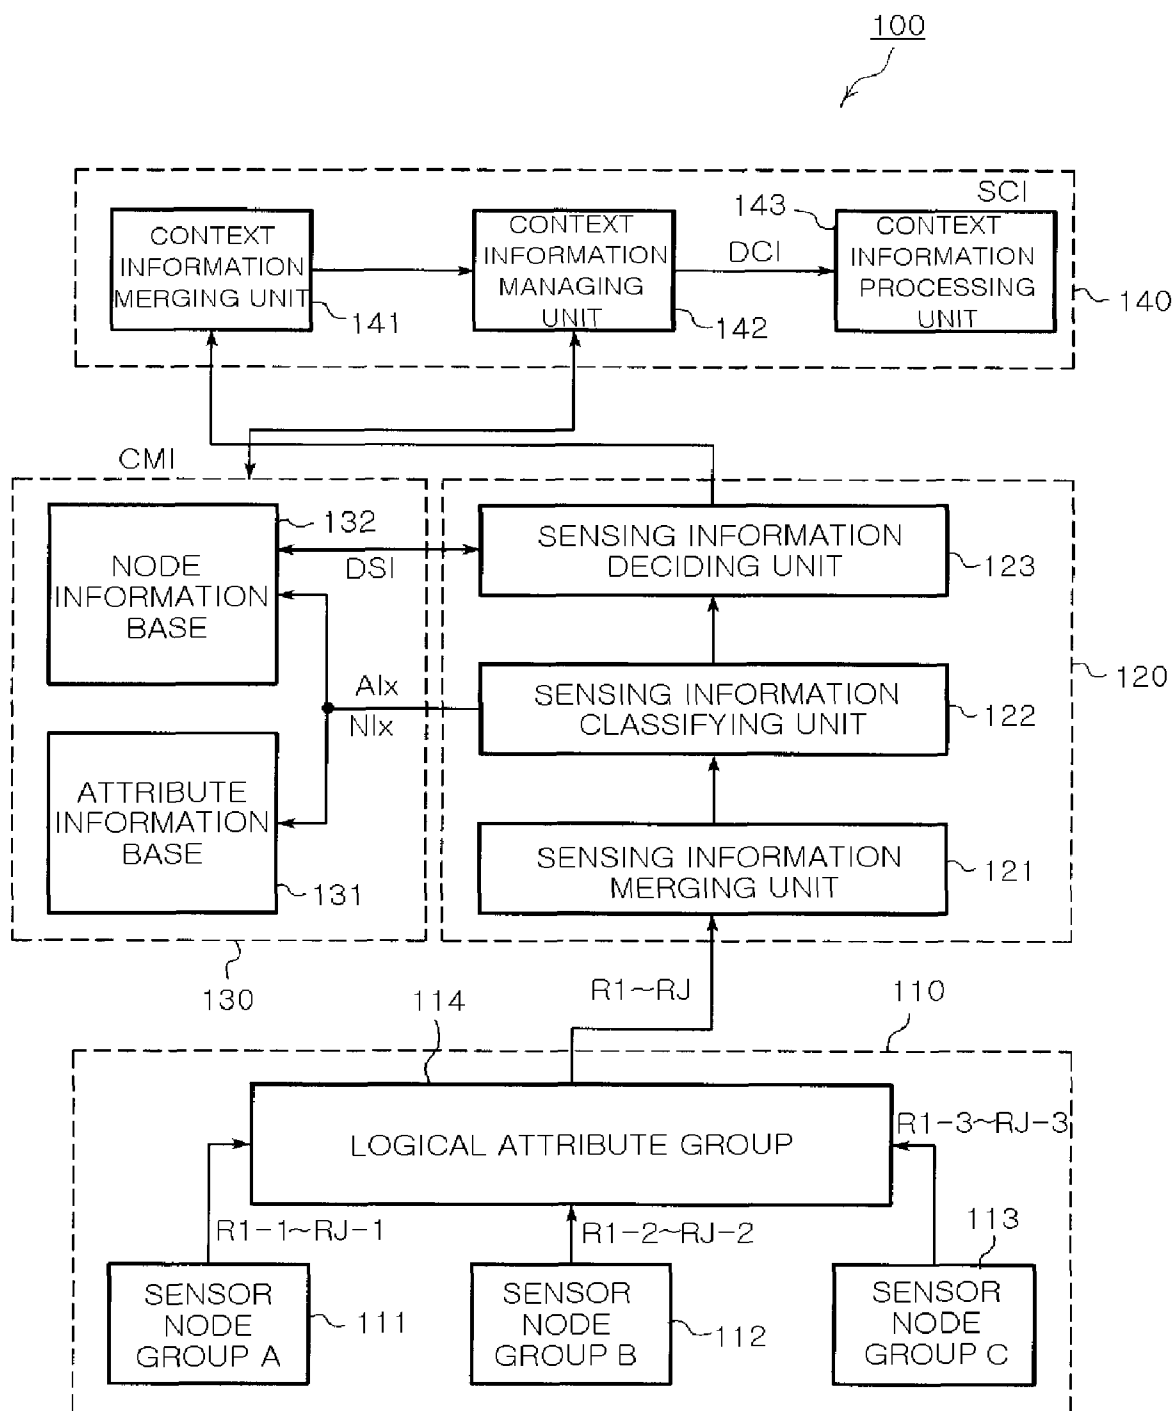 100
SCI
CONTEXT
INFORMATION
MERGING UNIT
141
CONTEXT
INFORMATION
MANAGING
UNIT
142
DCI
143
CONTEXT
INFORMATION
PROCESSING
UNIT
140
CMI
132
NODE
INFORMATION
BASE
DSI
SENSING INFORMATION
DECIDING UNIT
123
120
AIx
NIx
SENSING INFORMATION
CLASSIFYING UNIT
122
ATTRIBUTE
INFORMATION
BASE
131
SENSING INFORMATION
MERGING UNIT
121
130
R1~RJ
114
110
LOGICAL ATTRIBUTE GROUP
R1-3~RJ-3
R1-1~RJ-1
R1-2~RJ-2
113
SENSOR
NODE
GROUP A
111
SENSOR
NODE
GROUP B
112
SENSOR
NODE
GROUP C